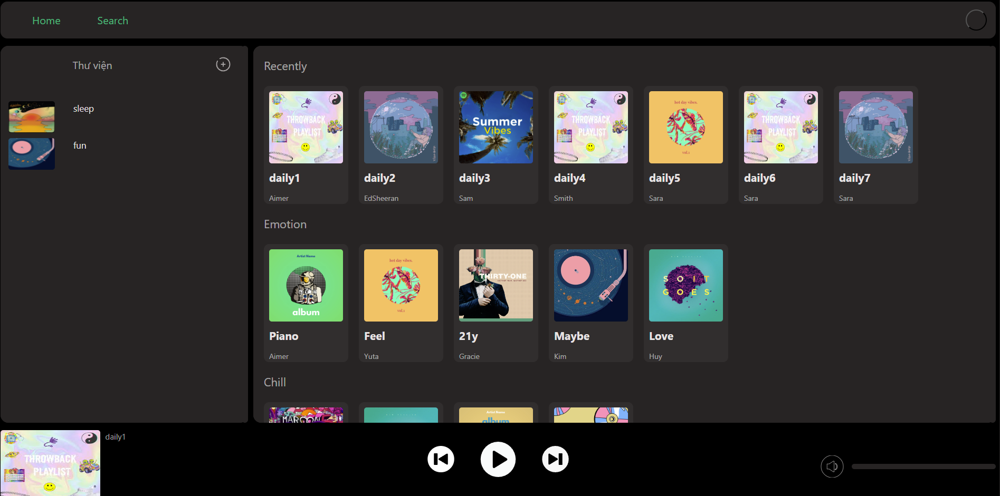 Home
Search
Thư viện
sleep
fun
Recently
THROWBACK
PLAYLIST
Summer
Vibes
THROWBACK
PLAYLIST
hot day vibes.
vol.1
THROWBACK
PLAYLIST
daily1
daily2
daily3
daily4
daily5
daily6
daily7
Aimer
EdSheeran
Sam
Smith
Sara
Sara
Sara
Emotion
Artist Name
album
hot day vibes.
vol.1
THIRTY-ONE
SOIT
GOES
Piano
Feel
21y
Maybe
Love
Aimer
Yuta
Gracie
Kim
Huy
Chill
MAROON
Artist Name
album
THROWBACK
PLAYLIST
daily1